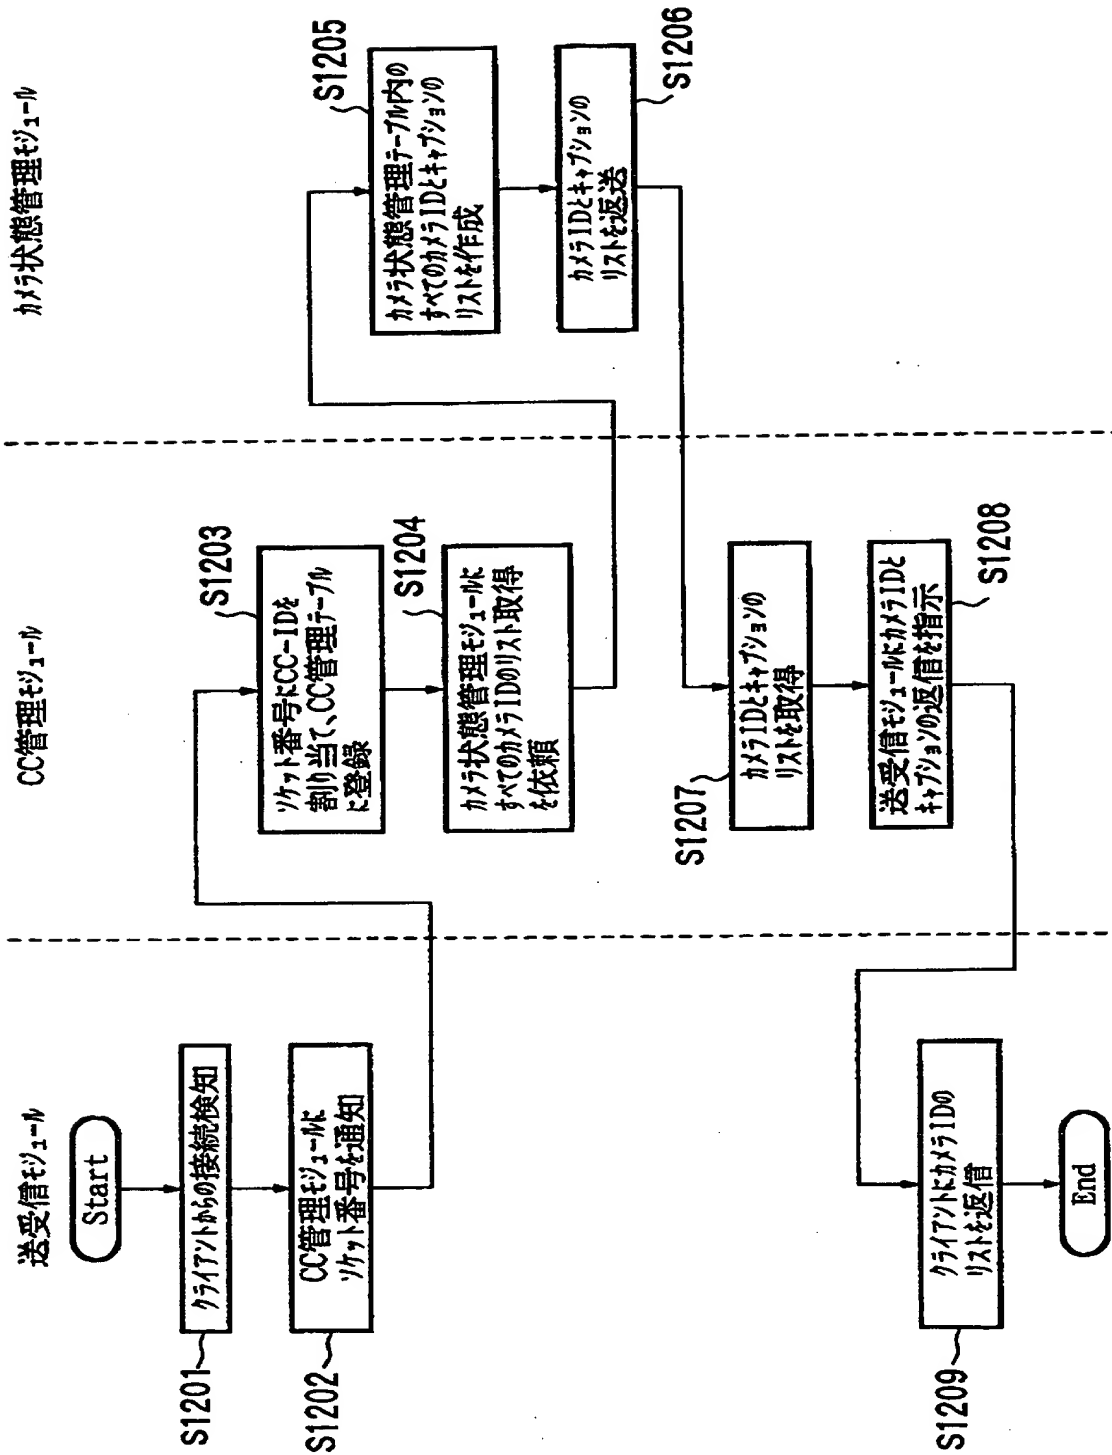 送受信モジュール
Start
クライアントからの接続検知
S1201
CC管理モジュールに
ソケット番号を通知
S1202
CC管理モジュール
ソケット番号にCC-IDを
割り当て、CC管理テーブル
に登録
S1203
カメラ状態管理モジュールに
すべてのカメラIDのリスト取得
を依頼
S1204
カメラ状態管理モジュール
カメラ状態管理テーブル内の
すべてのカメラIDとキャプションの
リストを作成
S1205
カメラIDとキャプションの
リストを返送
S1206
カメラIDとキャプションの
リストを取得
S1207
送受信モジュールにカメラIDと
キャプションの返信を指示
S1208
クライアントにカメラIDの
リストを返信
S1209
End